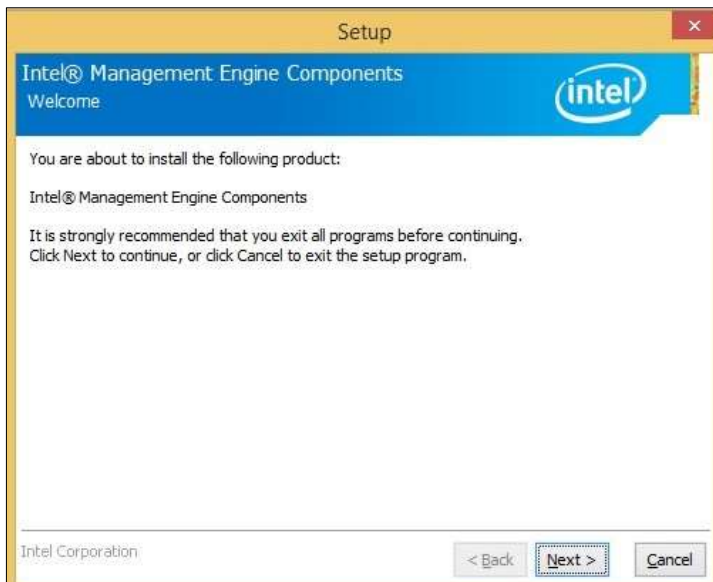 Setup
Intel® Management Engine Components
Welcome
intel
You are about to install the following product:
Intel® Management Engine Components
It is strongly recommended that you exit all programs before continuing.
Click Next to continue, or click Cancel to exit the setup program.
Intel Corporation
< Back Next > Cancel